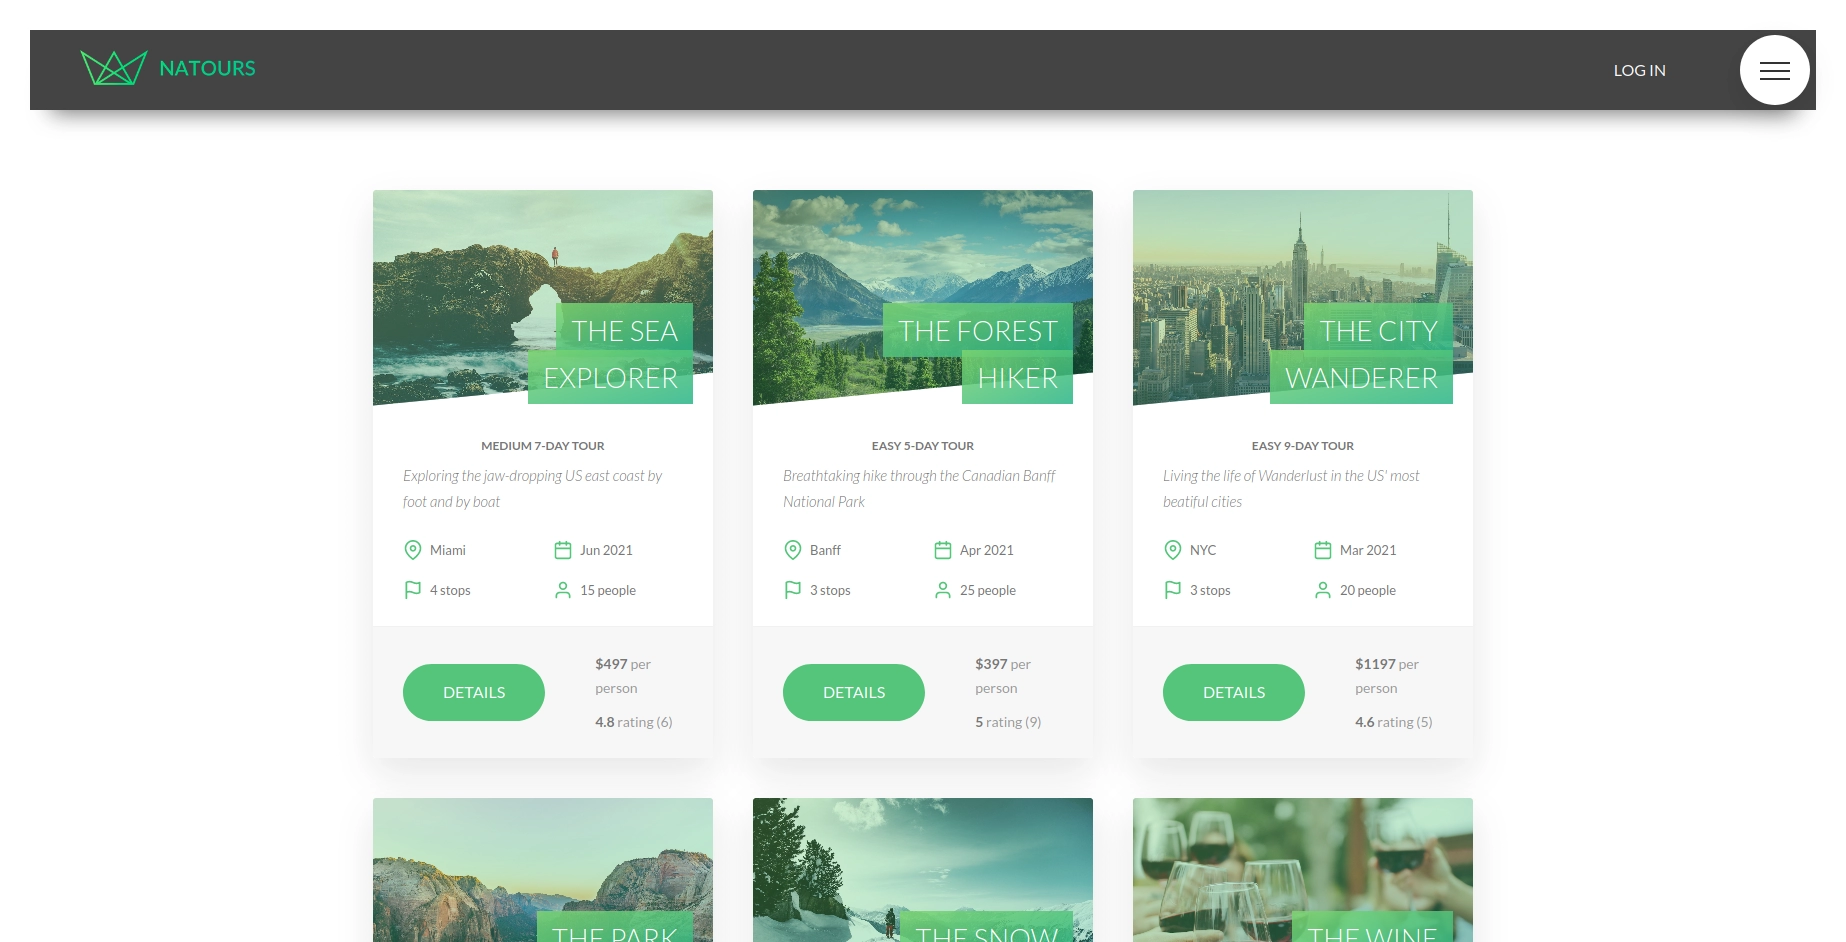 NATOURS
LOG IN
THE SEA
EXPLORER
MEDIUM 7-DAY TOUR
Exploring the jaw-dropping US east coast by
foot and by boat
Miami
Jun 2021
4 stops
15 people
DETAILS
$497 per
person
4.8 rating (6)
THE FOREST
HIKER
EASY 5-DAY TOUR
Breathtaking hike through the Canadian Banff
National Park
Banff
Apr 2021
3 stops
25 people
DETAILS
$397 per
person
5 rating (9)
THE CITY
WANDERER
EASY 9-DAY TOUR
Living the life of Wanderlust in the US' most
beatiful cities
NYC
Mar 2021
3 stops
20 people
DETAILS
$1197 per
person
4.6 rating (5)
THE PARK
THE SNOW
THE WINE